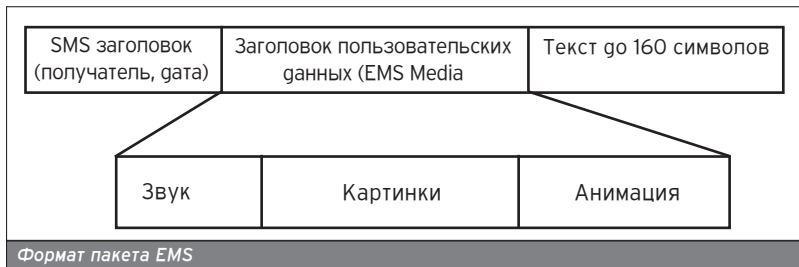 SMS заголовок
(получатель, дата)
Заголовок пользовательских
данных (EMS Media
Текст до 160 символов
Звук
Картинки
Анимация
Формат пакета EMS